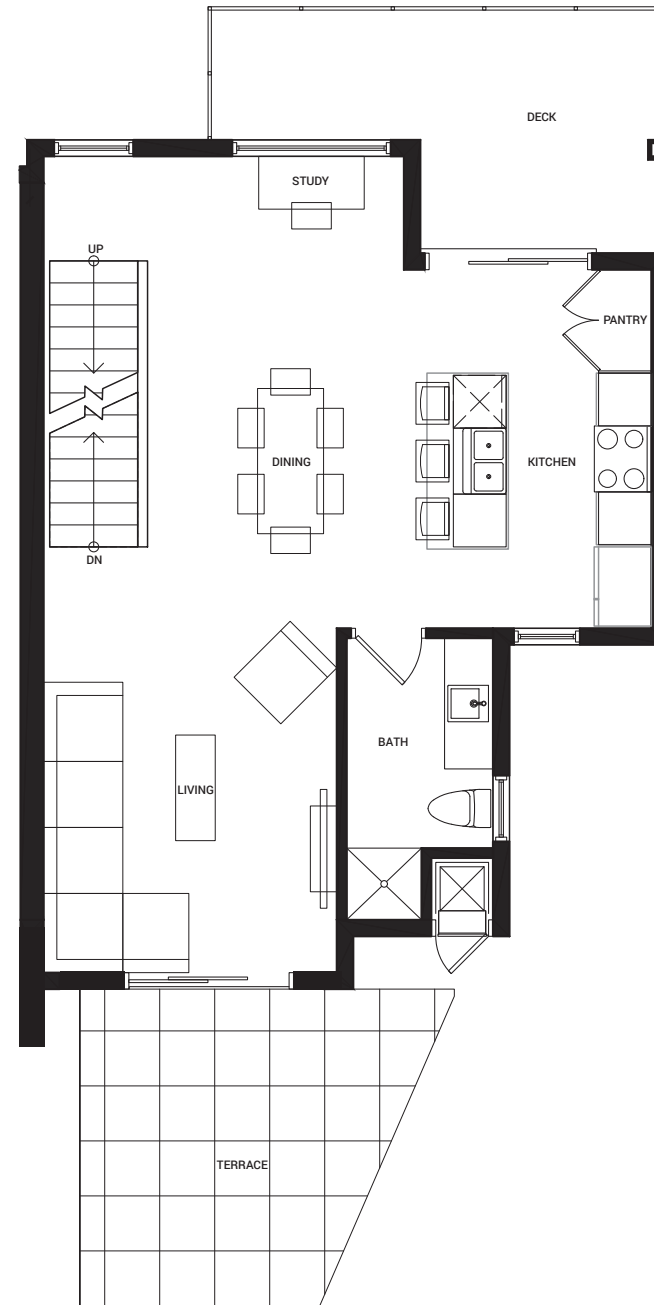 DECK
STUDY
UP
PANTRY
DINING
KITCHEN
DN
BATH
LIVING
TERRACE